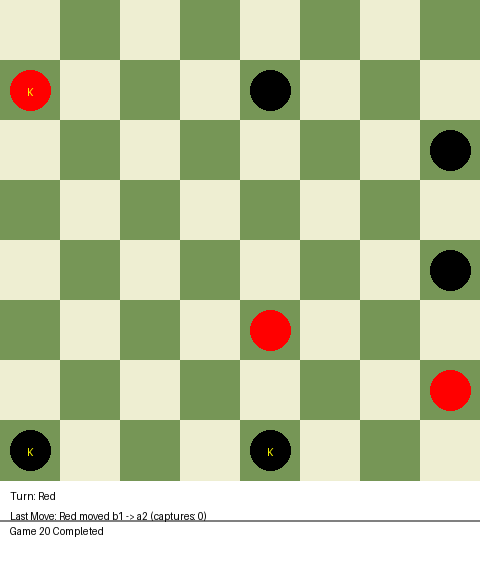 K
K
K
Turn: Red
Last Move: Red moved b1 -> a2 (captures: 0)
Game 20 Completed